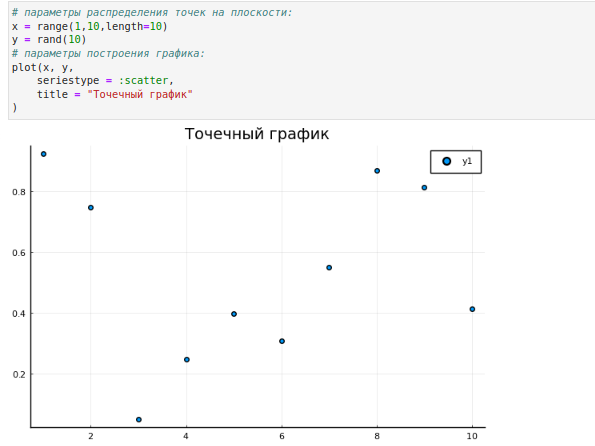 # параметры распределения точек на плоскости:
x = range(1,10,length=10)
y = rand(10)
# параметры построения графика:
plot(x, y,
    seriestype = :scatter,
    title = "Точечный график"
)
Точечный график
y1
0.8
0.6
0.4
0.2
2 4 6 8 10